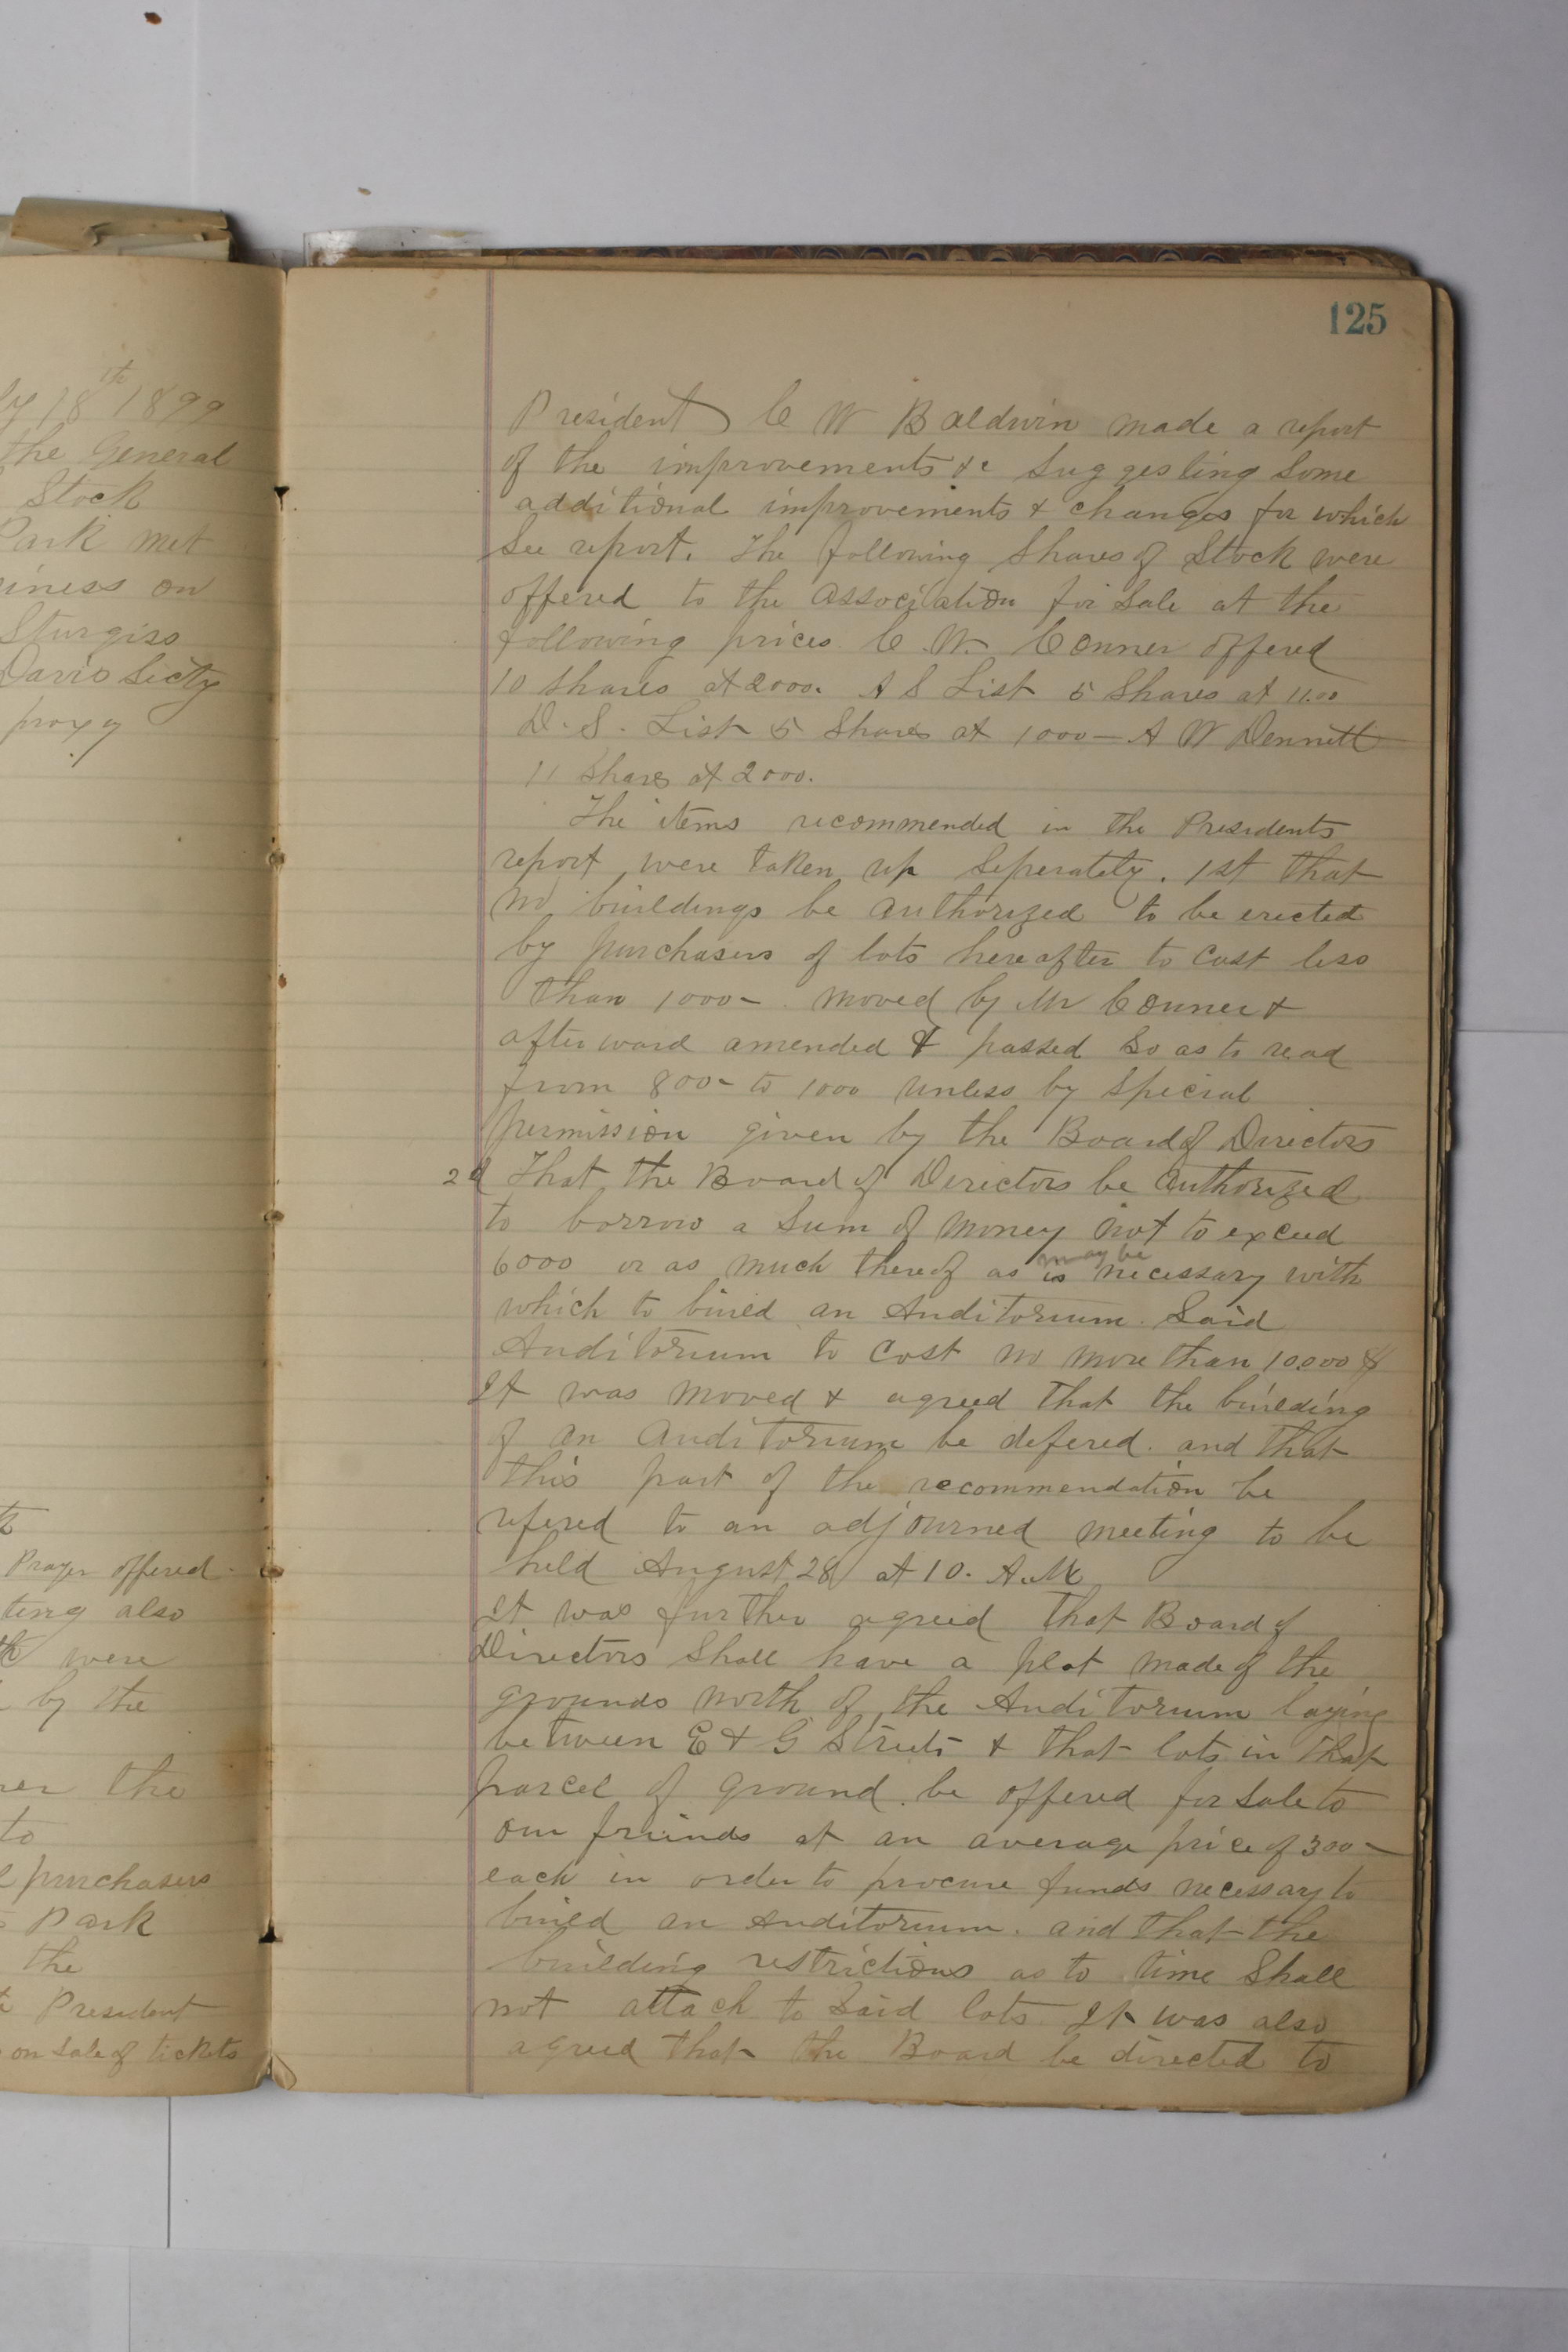 ly 18th 1899
the General
Stock
Park met
siness on
Sturgiss
Davis Secty
proxy
Prayer offered
ting also
were
by the
the
to
purchasers
Park
the
President
on Sale of tickets
125
President C W Baldwin made a report
of the improvements &c Suggesting Some
additional improvements & changes for which
See report. The following Shares of Stock were
offered to the Association for Sale at the
following prices C. W. Conner offered
10 Shares at 2000. A S List 5 Shares at 11.00
D. S. List 5 Shares at 1000 — A W Dennett
11 Shares at 2000.
The items recommended in the Presidents
report were taken up Seperately. 1st that
no buildings be authorized to be erected
by purchasers of lots hereafter to Cost less
than 1000 - moved by Mr Conner &
afterward amended & passed So as to read
from 800 - to 1000 unless by Special
permission given by the Board of Directors
2d That the Board of Directors be authorized
to borrow a Sum of money not to exceed
6000 or as much thereof as is may be necessary with
which to build an Auditorium. Said
Auditorium to Cost no more than 10.000 &
It was moved & agreed that the building
of an Auditorium be defered. and that
this part of the recommendation be
refered to an adjourned meeting to be
held August 28 at 10. A.M
It was further agreed that Board of
Directors Shall have a plat made of the
grounds north of the Auditorium laying
between E & G Streets & that lots in that
parcel of ground be offered for Sale to
our friends at an average price of 300 -
each in order to procure funds necessary to
build an Auditorium. and that the
building restrictions as to time Shall
not attach to Said lots. It was also
agreed that the Board be directed to